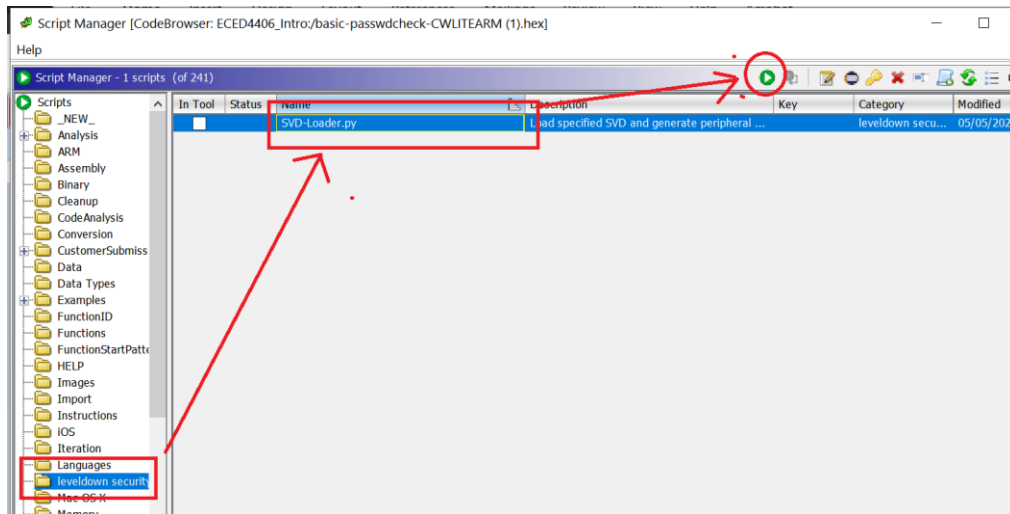 Script Manager [CodeBrowser: ECED4406_Intro:/basic-passwdcheck-CWLITEARM (1).hex]
Help
Script Manager - 1 scripts (of 241)
Scripts
_NEW_
Analysis
ARM
Assembly
Binary
Cleanup
CodeAnalysis
Conversion
CustomerSubmiss
Data
Data Types
Examples
FunctionID
Functions
FunctionStartPatte
HELP
Images
Import
Instructions
iOS
Iteration
Languages
leveldown security
Mac OS X
Memory
In Tool Status Name Description Key Category Modified
SVD-Loader.py Load specified SVD and generate peripheral ... leveldown secu... 05/05/202